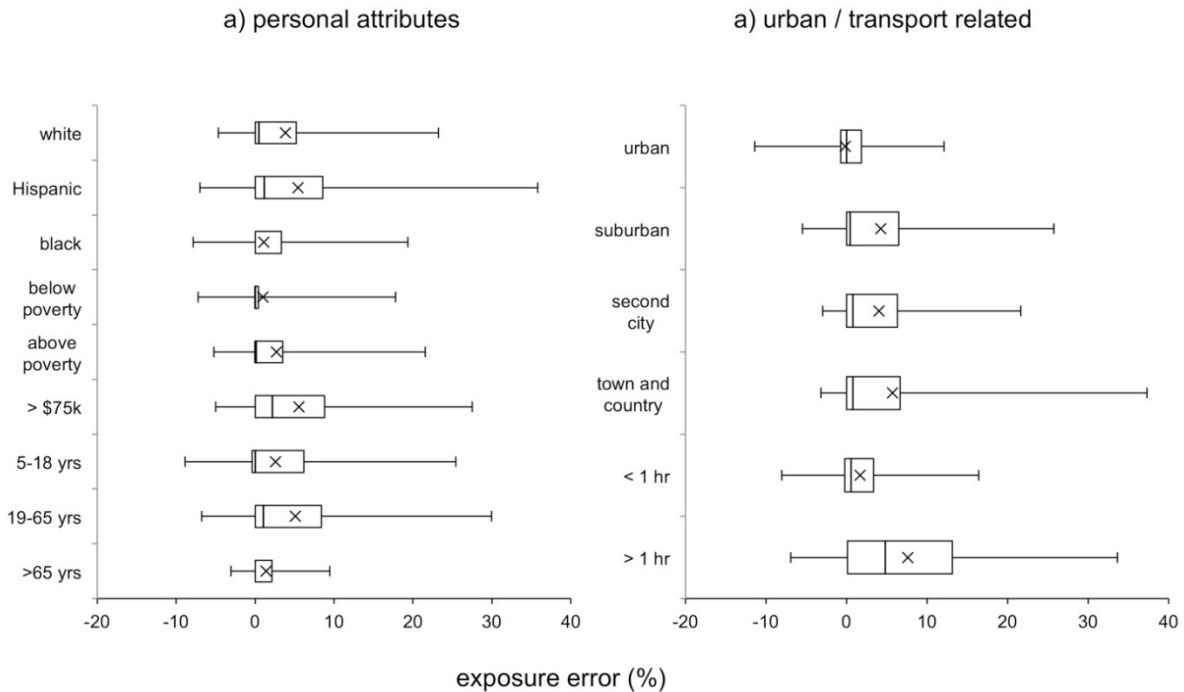 a) personal attributes
a) urban / transport related
white
Hispanic
black
below
poverty
above
poverty
> $75k
5-18 yrs
19-65 yrs
>65 yrs
-20
-10
0
10
20
30
40
urban
suburban
second
city
town and
country
< 1 hr
> 1 hr
-20
-10
0
10
20
30
40
exposure error (%)